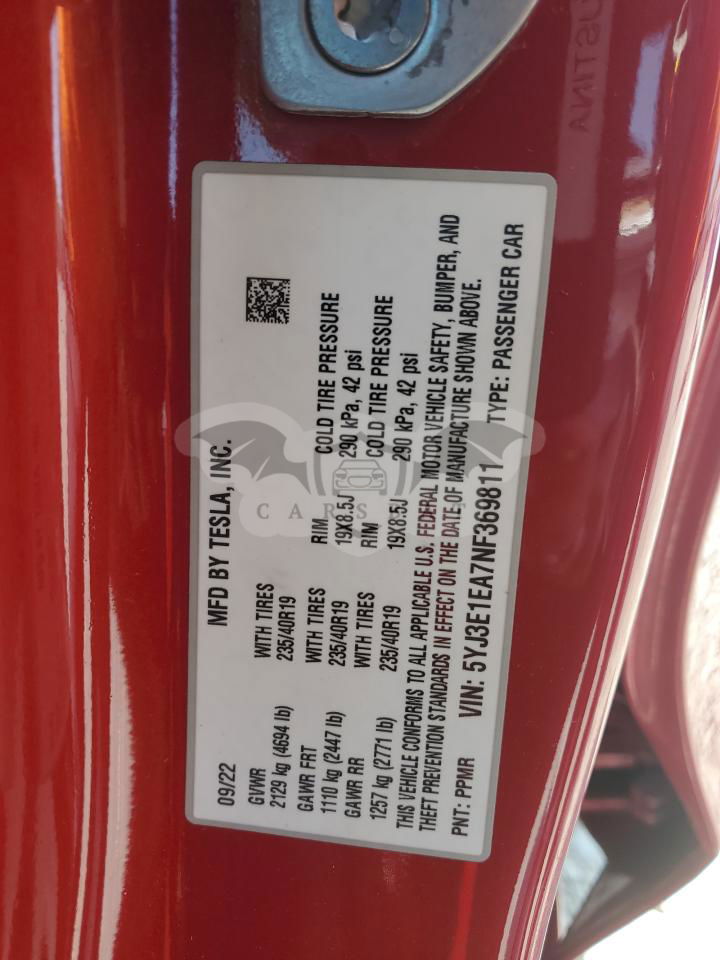 09/22 MFD BY TESLA, INC.
GVWR WITH TIRES
2129 kg (4694 lb) 235/40R19
GAWR FRT WITH TIRES RIM COLD TIRE PRESSURE
1110 kg (2447 lb) 235/40R19 19X8.5J 290 kPa, 42 psi
GAWR RR WITH TIRES RIM COLD TIRE PRESSURE
1257 kg (2771 lb) 235/40R19 19X8.5J 290 kPa, 42 psi
THIS VEHICLE CONFORMS TO ALL APPLICABLE U.S. FEDERAL MOTOR VEHICLE SAFETY, BUMPER, AND
THEFT PREVENTION STANDARDS IN EFFECT ON THE DATE OF MANUFACTURE SHOWN ABOVE.
PNT: PPMR VIN: 5YJ3E1EA7NF369811 TYPE: PASSENGER CAR